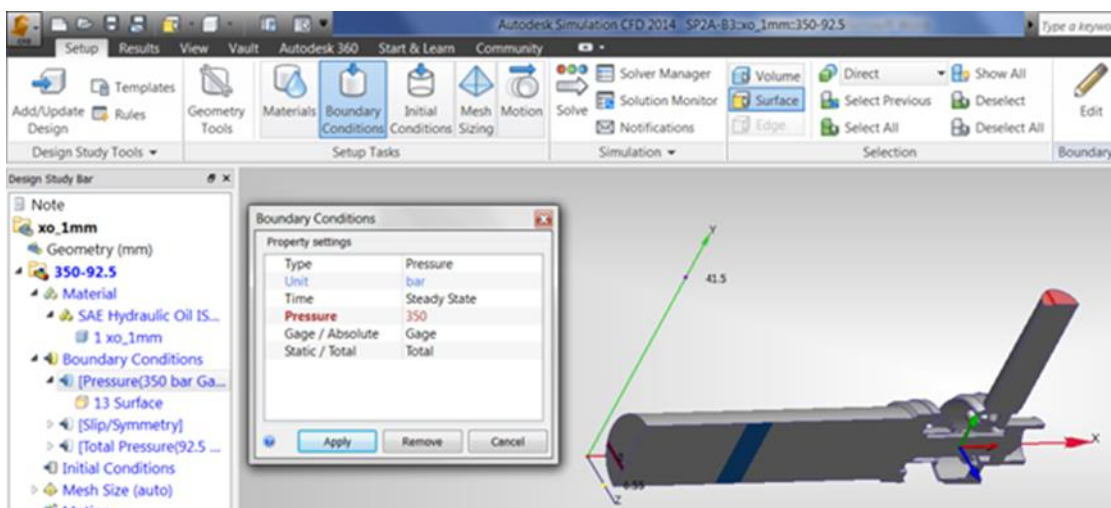 Autodesk Simulation CFD 2014 SP2A-B3::xo_1mm::350-92.5
Type a keywo
Setup Results View Vault Autodesk 360 Start & Learn Community
Add/Update Design
Templates
Rules
Geometry Tools
Materials
Boundary Conditions
Initial Conditions
Mesh Sizing
Motion
Solve
Solver Manager
Solution Monitor
Notifications
Volume
Surface
Edge
Direct
Select Previous
Select All
Show All
Deselect
Deselect All
Edit
Design Study Tools
Setup Tasks
Simulation
Selection
Boundary
Design Study Bar
Note
xo_1mm
Geometry (mm)
350-92.5
Material
SAE Hydraulic Oil IS...
1 xo_1mm
Boundary Conditions
[Pressure(350 bar Ga...
13 Surface
[Slip/Symmetry]
[Total Pressure(92.5 ...
Initial Conditions
Mesh Size (auto)
Boundary Conditions
Property settings
Type Pressure
Unit bar
Time Steady State
Pressure 350
Gage / Absolute Gage
Static / Total Total
Apply Remove Cancel
Y
41.5
X
Z